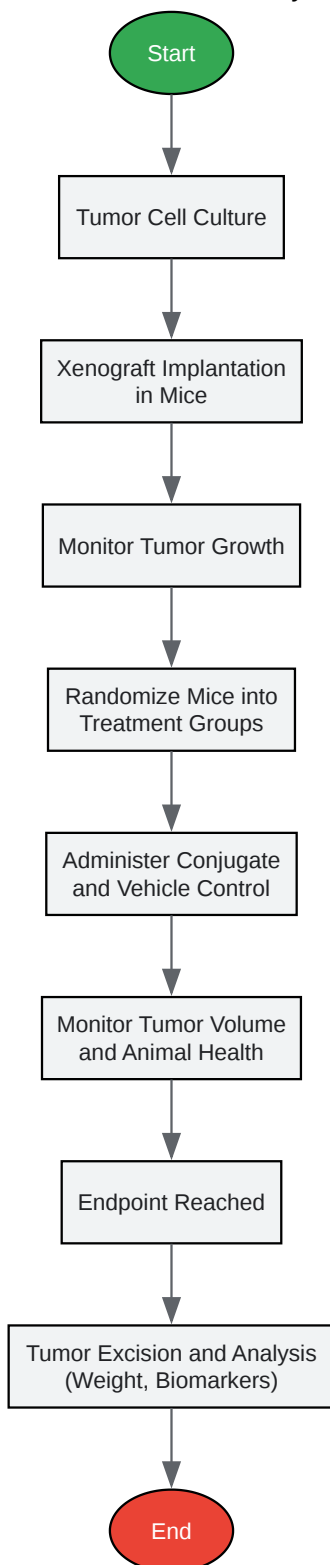 Start
Tumor Cell Culture
Xenograft Implantation
in Mice
Monitor Tumor Growth
Randomize Mice into
Treatment Groups
Administer Conjugate
and Vehicle Control
Monitor Tumor Volume
and Animal Health
Endpoint Reached
Tumor Excision and Analysis
(Weight, Biomarkers)
End